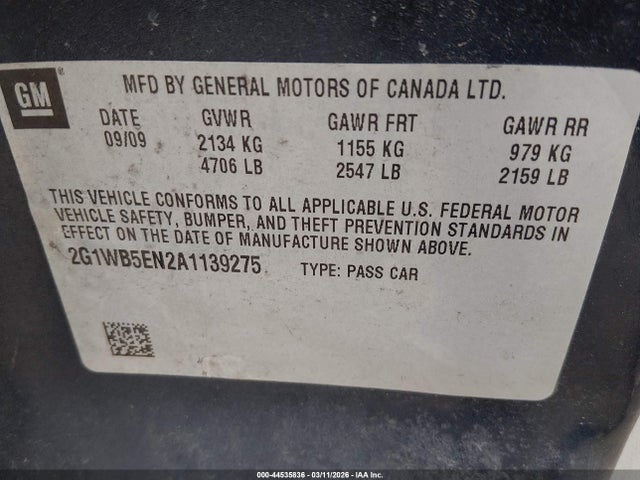 GM
MFD BY GENERAL MOTORS OF CANADA LTD.
DATE GVWR GAWR FRT GAWR RR
09/09 2134 KG 1155 KG 979 KG
4706 LB 2547 LB 2159 LB
THIS VEHICLE CONFORMS TO ALL APPLICABLE U.S. FEDERAL MOTOR
VEHICLE SAFETY, BUMPER, AND THEFT PREVENTION STANDARDS IN
EFFECT ON THE DATE OF MANUFACTURE SHOWN ABOVE.
2G1WB5EN2A1139275 TYPE: PASS CAR
000-44535836 - 03/11/2026 - IAA Inc.